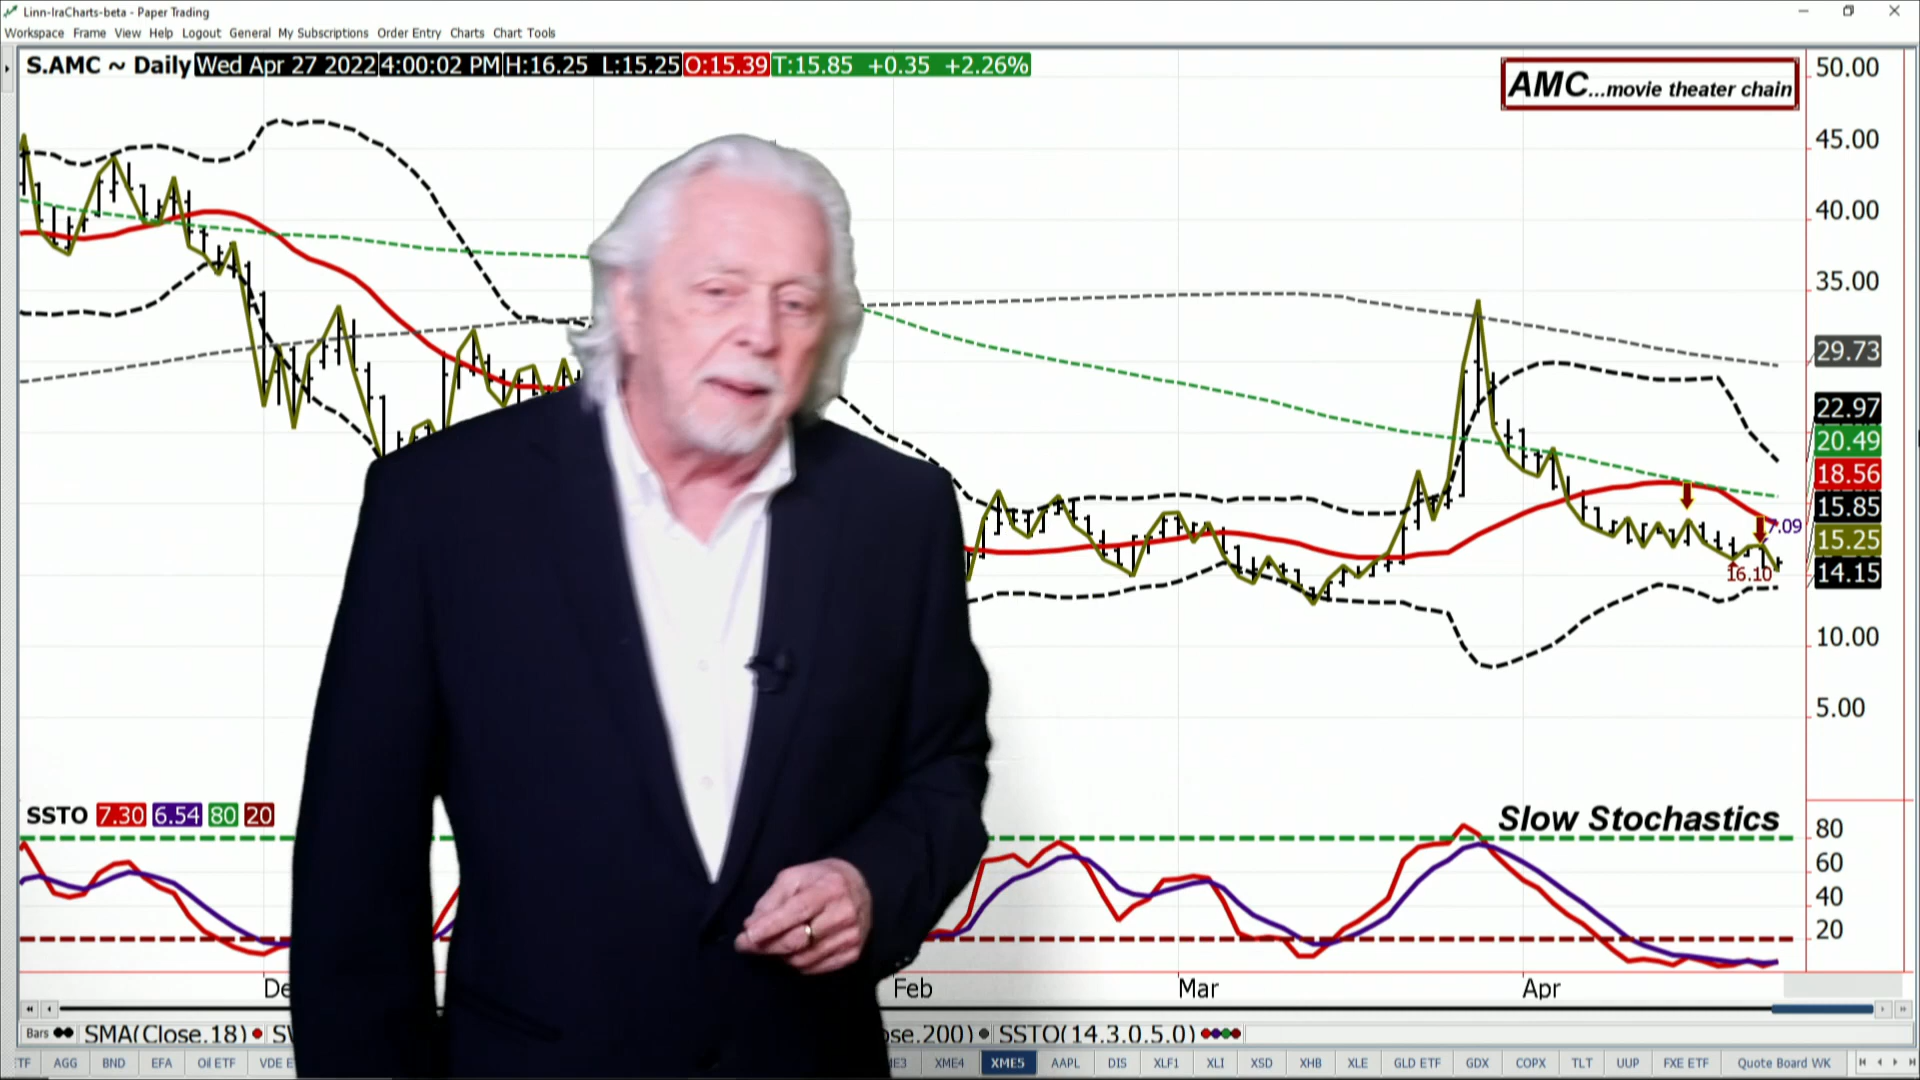 Linn-IraCharts-beta - Paper Trading
Workspace Frame View Help Logout General My Subscriptions Order Entry Charts Chart Tools
S.AMC ~ Daily Wed Apr 27 2022 4:00:02 PM H:16.25 L:15.25 O:15.39 T:15.85 +0.35 +2.26%
AMC...movie theater chain
50.00
45.00
40.00
35.00
29.73
22.97
20.49
18.56
15.85
7.09
15.25
16.10
14.15
10.00
5.00
SSTO 7.30 6.54 80 20
Slow Stochastics
80
60
40
20
De Feb Mar Apr
Bars SMA(Close.18) ose.200) SSTO(14.3.0.5.0)
ETF AGG BND EFA Oil ETF VDE E ME3 XME4 XME5 AAPL DIS XLF1 XLI XSD XHB XLE GLD ETF GDX COPX TLT UUP FXE ETF Quote Board WK